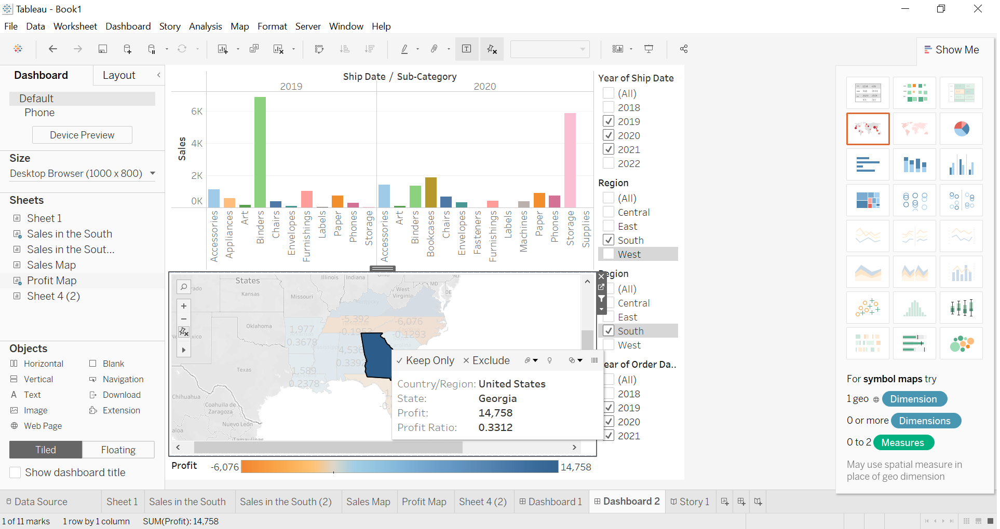 Tableau - Book1
File Data Worksheet Dashboard Story Analysis Map Format Server Window Help
Show Me
Dashboard
Layout
Default
Phone
Device Preview
Size
Desktop Browser (1000 x 800)
Sheets
Sheet 1
Sales in the South
Sales in the Sout...
Sales Map
Profit Map
Sheet 4 (2)
Objects
Horizontal
Blank
Vertical
Navigation
Text
Download
Image
Extension
Web Page
Tiled
Floating
Show dashboard title
Ship Date / Sub-Category
2019
2020
Sales
6K
4K
2K
0K
Accessories
Appliances
Art
Binders
Chairs
Envelopes
Furnishings
Labels
Paper
Phones
Storage
Accessories
Art
Binders
Bookcases
Chairs
Envelopes
Fasteners
Furnishings
Labels
Machines
Paper
Phones
Storage
Supplies
Year of Ship Date
(All)
2018
2019
2020
2021
2022
Region
(All)
Central
East
South
West
egion
(All)
Central
East
South
West
ear of Order Da..
(All)
2018
2019
2020
2021
States
Illinois
Indiana
Ohio
MD
NJ
DE
rado
Kansas
Missouri
West
Virginia
Kentucky
Oklahoma
xico
Texas
Chihuahua
Coahuila de
Zaragoza
Nuevo León
aloa
Tamaulipas
-5,392
-0.1953
-6,076
-0.1293
1,977
0.3678
4,536
0.3392
1,589
0.2378
Keep Only
Exclude
Country/Region: United States
State: Georgia
Profit: 14,758
Profit Ratio: 0.3312
Profit
-6,076
14,758
For symbol maps try
1 geo Dimension
0 or more Dimensions
0 to 2 Measures
May use spatial measure in
place of geo dimension
Data Source
Sheet 1
Sales in the South
Sales in the South (2)
Sales Map
Profit Map
Sheet 4 (2)
Dashboard 1
Dashboard 2
Story 1
1 of 11 marks
1 row by 1 column
SUM(Profit): 14,758